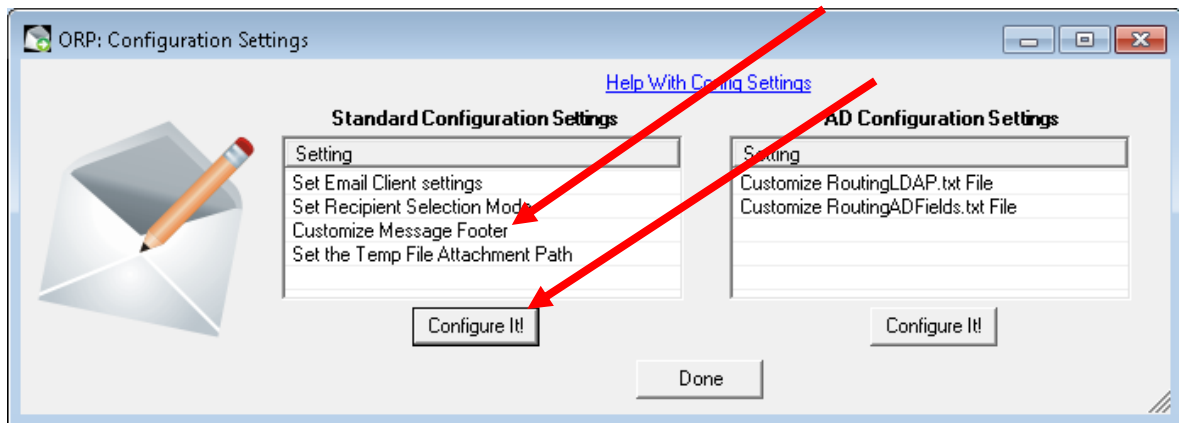 ORP: Configuration Settings
Help With Config Settings
Standard Configuration Settings
Setting
Set Email Client settings
Set Recipient Selection Mode
Customize Message Footer
Set the Temp File Attachment Path
Configure It!
AD Configuration Settings
Setting
Customize RoutingLDAP.txt File
Customize RoutingADFields.txt File
Configure It!
Done